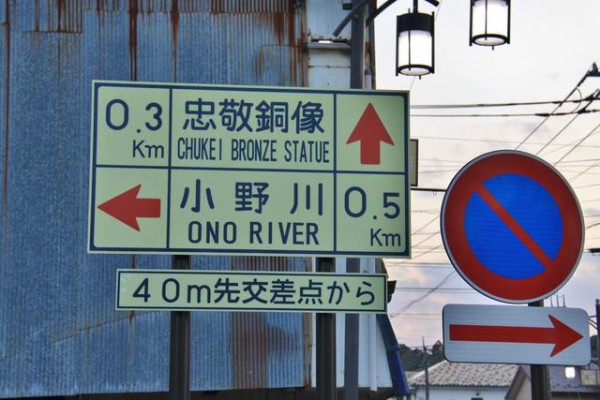 0.3 Km 忠敬銅像
CHUKEI BRONZE STATUE
小野川 0.5 Km
ONO RIVER
40m先交差点から